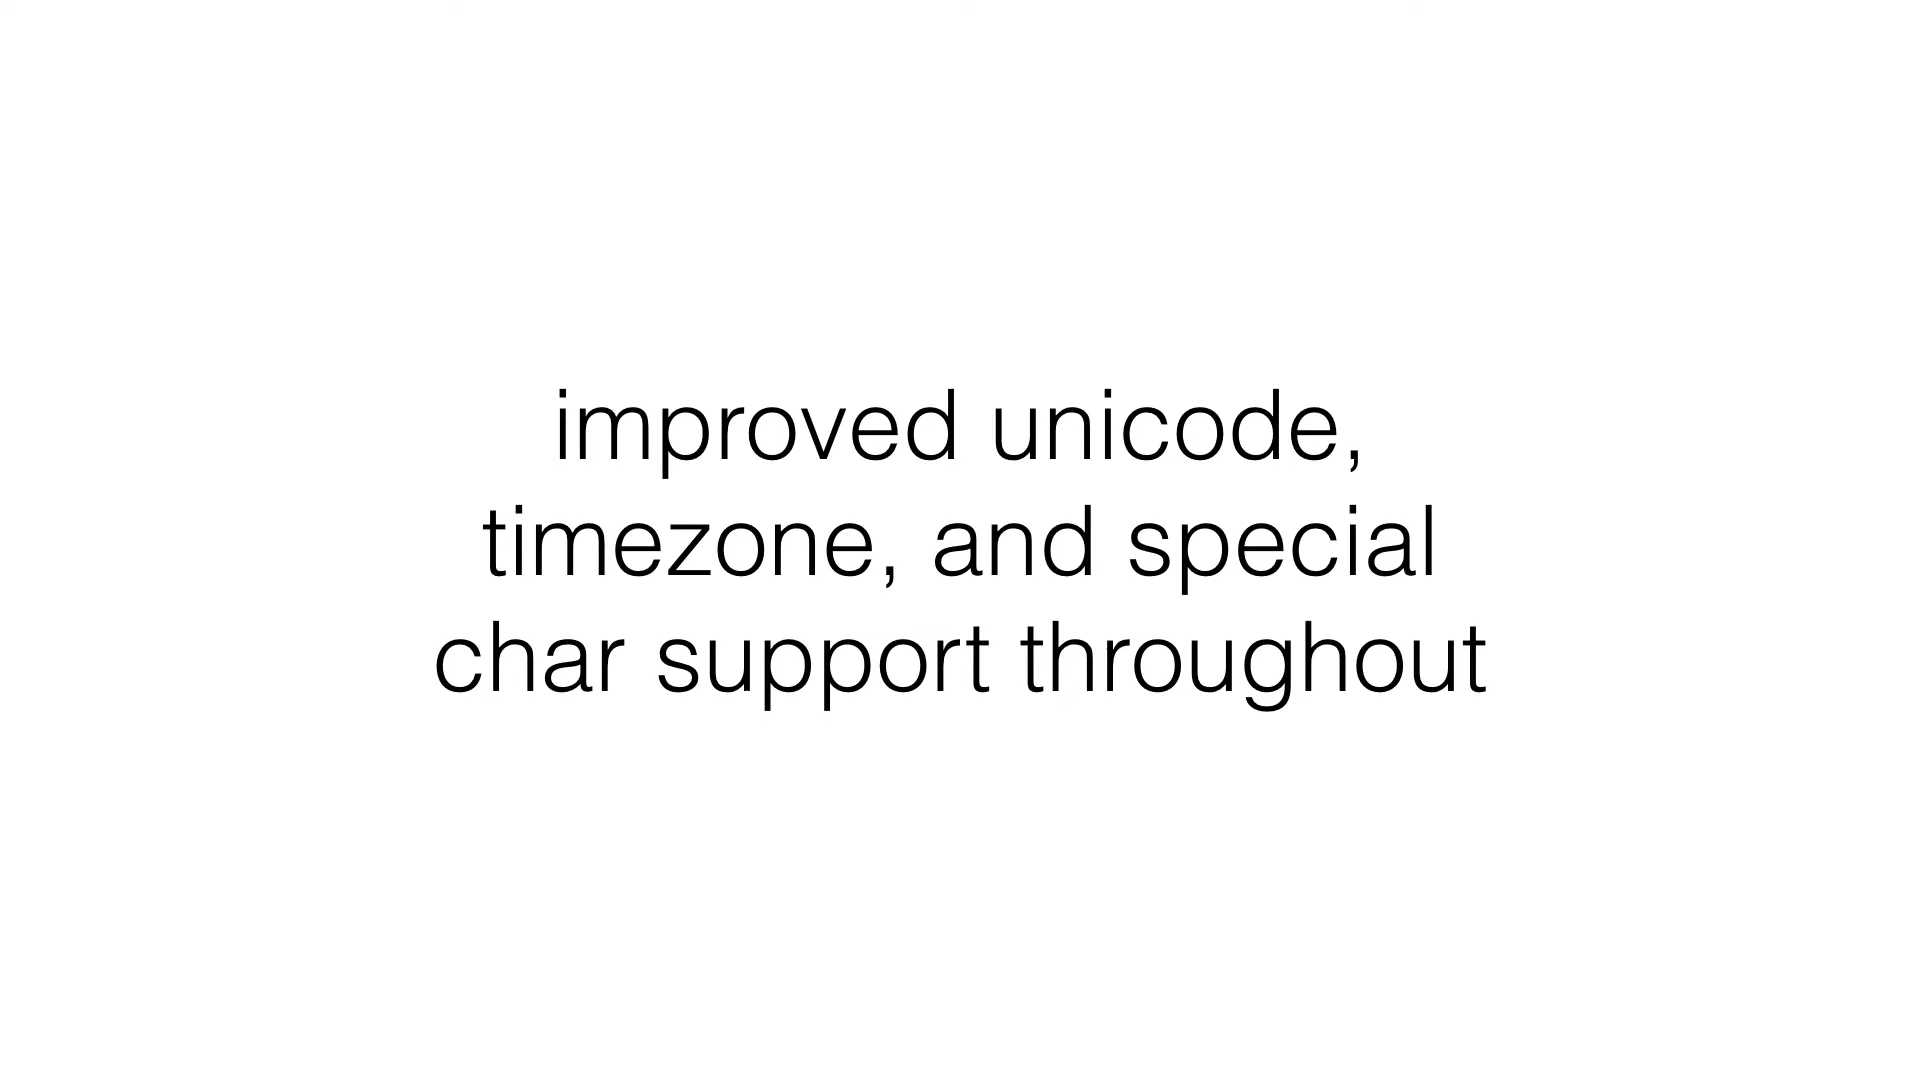 improved unicode,
timezone, and special
char support throughout